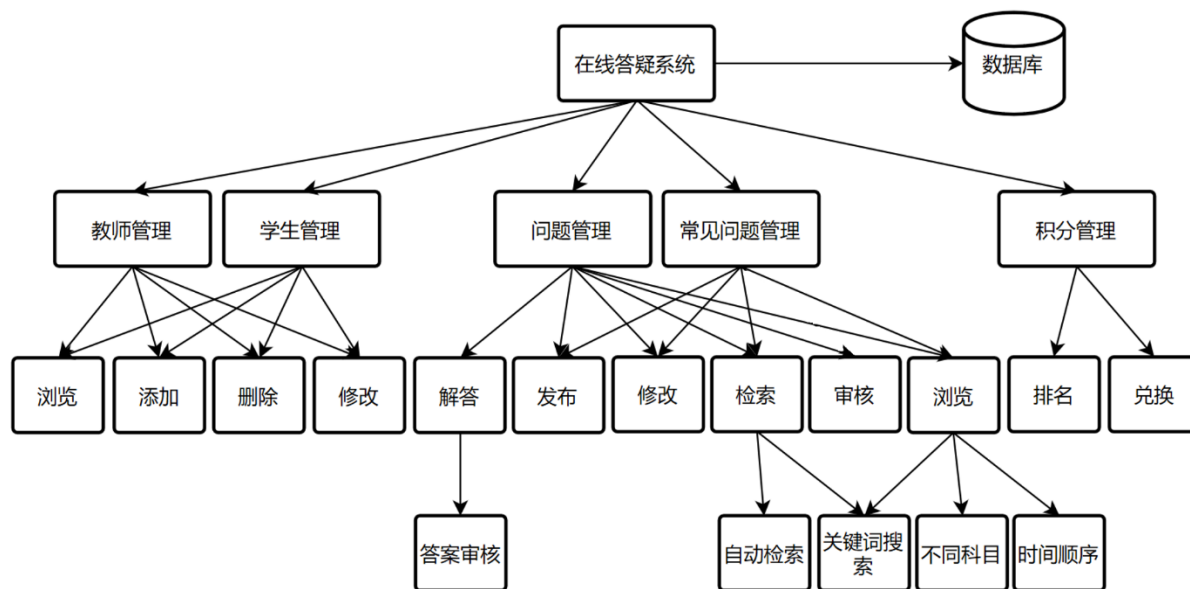 在线答疑系统
数据库
教师管理
学生管理
问题管理
常见问题管理
积分管理
浏览
添加
删除
修改
解答
发布
修改
检索
审核
浏览
排名
兑换
答案审核
自动检索
关键词搜
索
不同科目
时间顺序